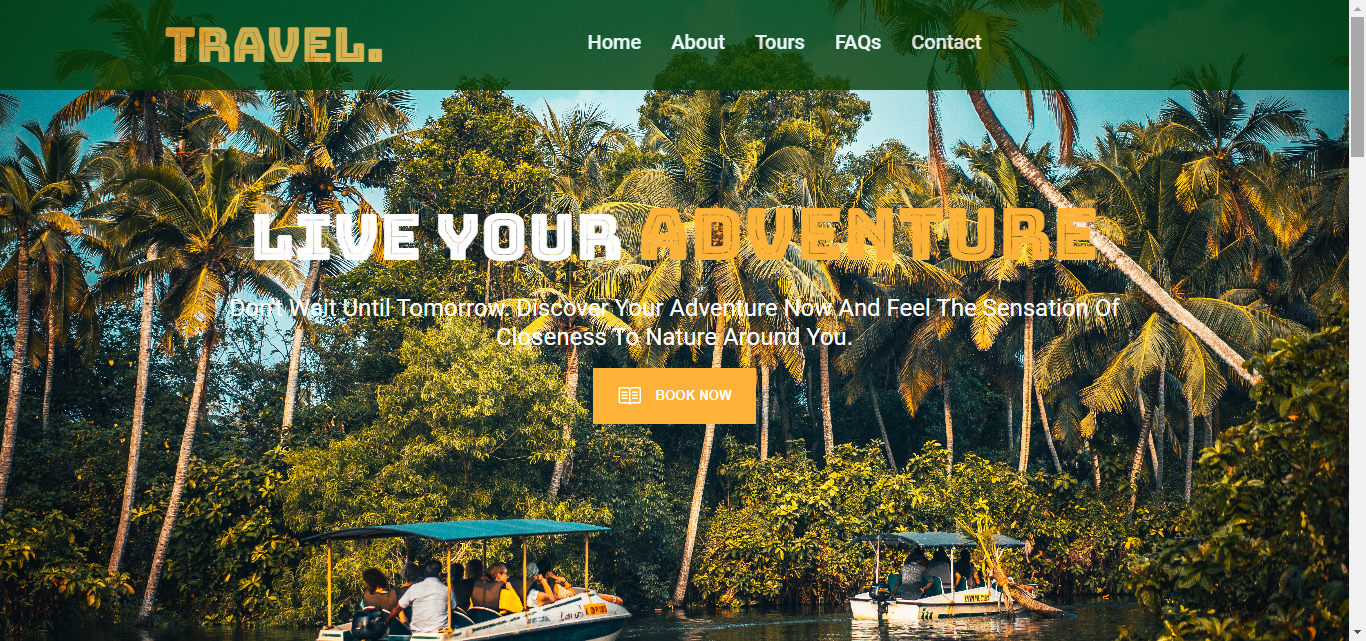 TRAVEL.
Home About Tours FAQs Contact
LIVE YOUR ADVENTURE
Don't Wait Until Tomorrow. Discover Your Adventure Now And Feel The Sensation Of
Closeness To Nature Around You.
BOOK NOW